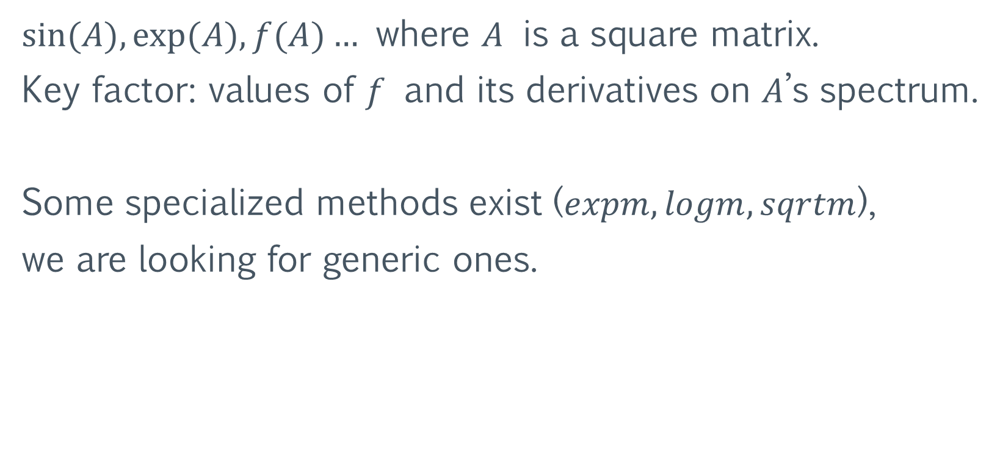 sin(A), exp(A), f(A) ... where A is a square matrix.
Key factor: values of f and its derivatives on A's spectrum.
Some specialized methods exist (expm, logm, sqrtm),
we are looking for generic ones.